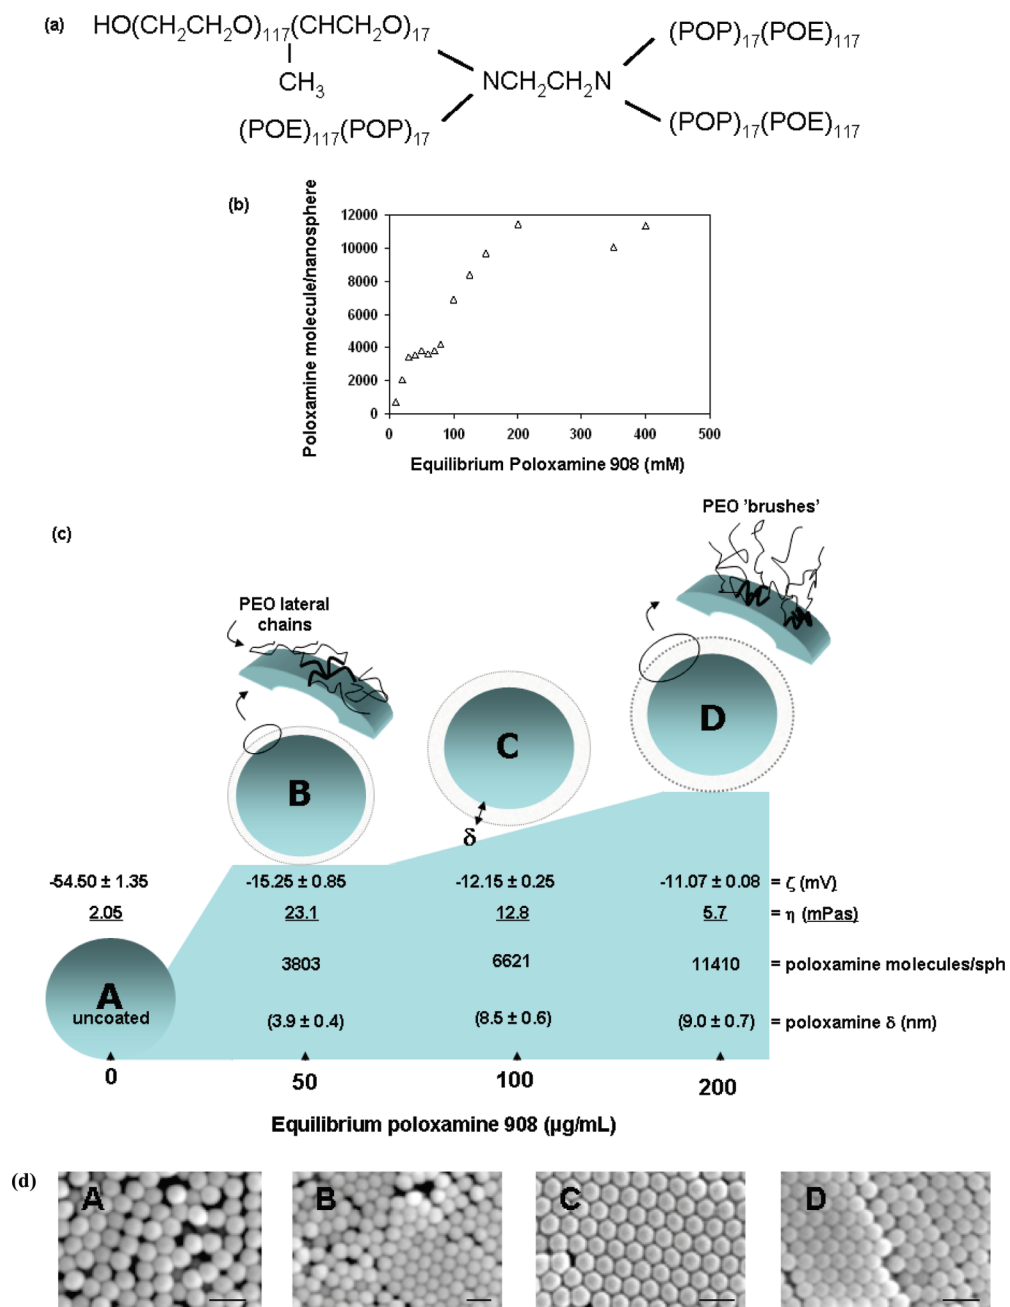 (a) HO(CH₂CH₂O)₁₁₇(CHCH₂O)₁₇
CH₃
(POP)₁₇(POE)₁₁₇
NCH₂CH₂N
(POE)₁₁₇(POP)₁₇
(POP)₁₇(POE)₁₁₇
(b)
Poloxamine molecule/nanosphere
12000
10000
8000
6000
4000
2000
0
0 100 200 300 400 500
Equilibrium Poloxamine 908 (mM)
(c)
PEO 'brushes'
PEO lateral
chains
B
C
D
δ
-54.50 ± 1.35 -15.25 ± 0.85 -12.15 ± 0.25 -11.07 ± 0.08 = ζ (mV)
2.05 23.1 12.8 5.7 = η (mPas)
3803 6621 11410 = poloxamine molecules/sph
A
uncoated
(3.9 ± 0.4) (8.5 ± 0.6) (9.0 ± 0.7) = poloxamine δ (nm)
0 50 100 200
Equilibrium poloxamine 908 (µg/mL)
(d) A B C D